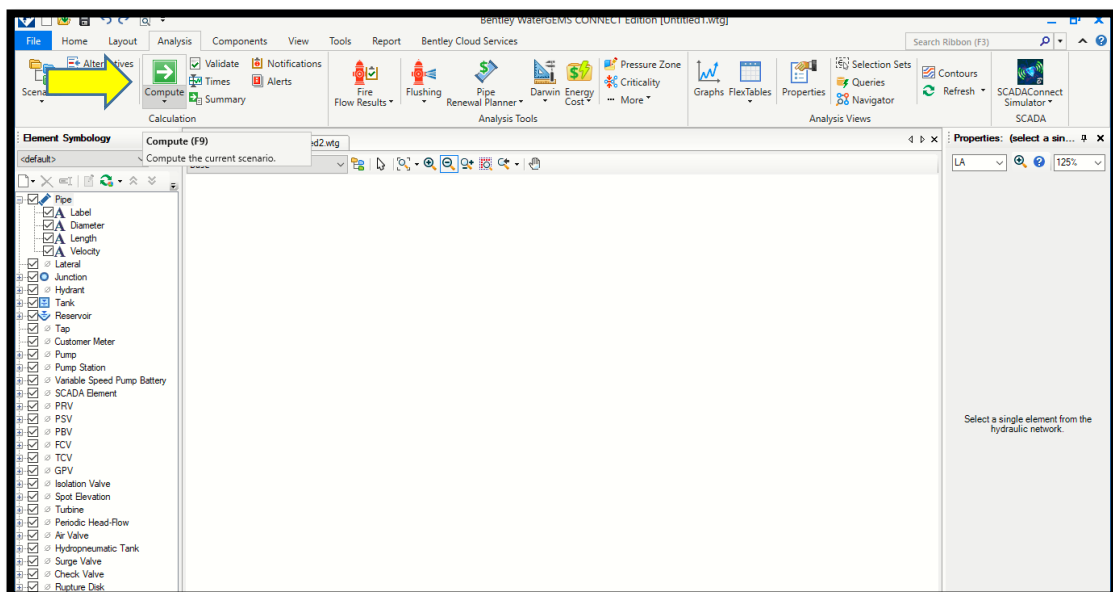 Bentley WaterGEMS CONNECT Edition [Untitled1.wtg]
File Home Layout Analysis Components View Tools Report Bentley Cloud Services Search Ribbon (F3)
Alternatives Validate Notifications Pressure Zone Selection Sets
Times Alerts Criticality Queries Contours
Compute Summary Fire Flow Results Flushing Pipe Renewal Planner Darwin Energy Cost More Graphs FlexTables Properties Navigator Refresh SCADAConnect Simulator
Calculation Analysis Tools Analysis Views SCADA
Element Symbology
Compute (F9)
Compute the current scenario.
ed2.wtg
Properties: (select a sin...
<default>
LA 125%
Pipe
Label
Diameter
Length
Velocity
Lateral
Junction
Hydrant
Tank
Reservoir
Tap
Customer Meter
Pump
Pump Station
Variable Speed Pump Battery
SCADA Element
PRV
PSV
PBV
FCV
TCV
GPV
Isolation Valve
Spot Elevation
Turbine
Periodic Head-Flow
Air Valve
Hydropneumatic Tank
Surge Valve
Check Valve
Rupture Disk
Select a single element from the
hydraulic network.